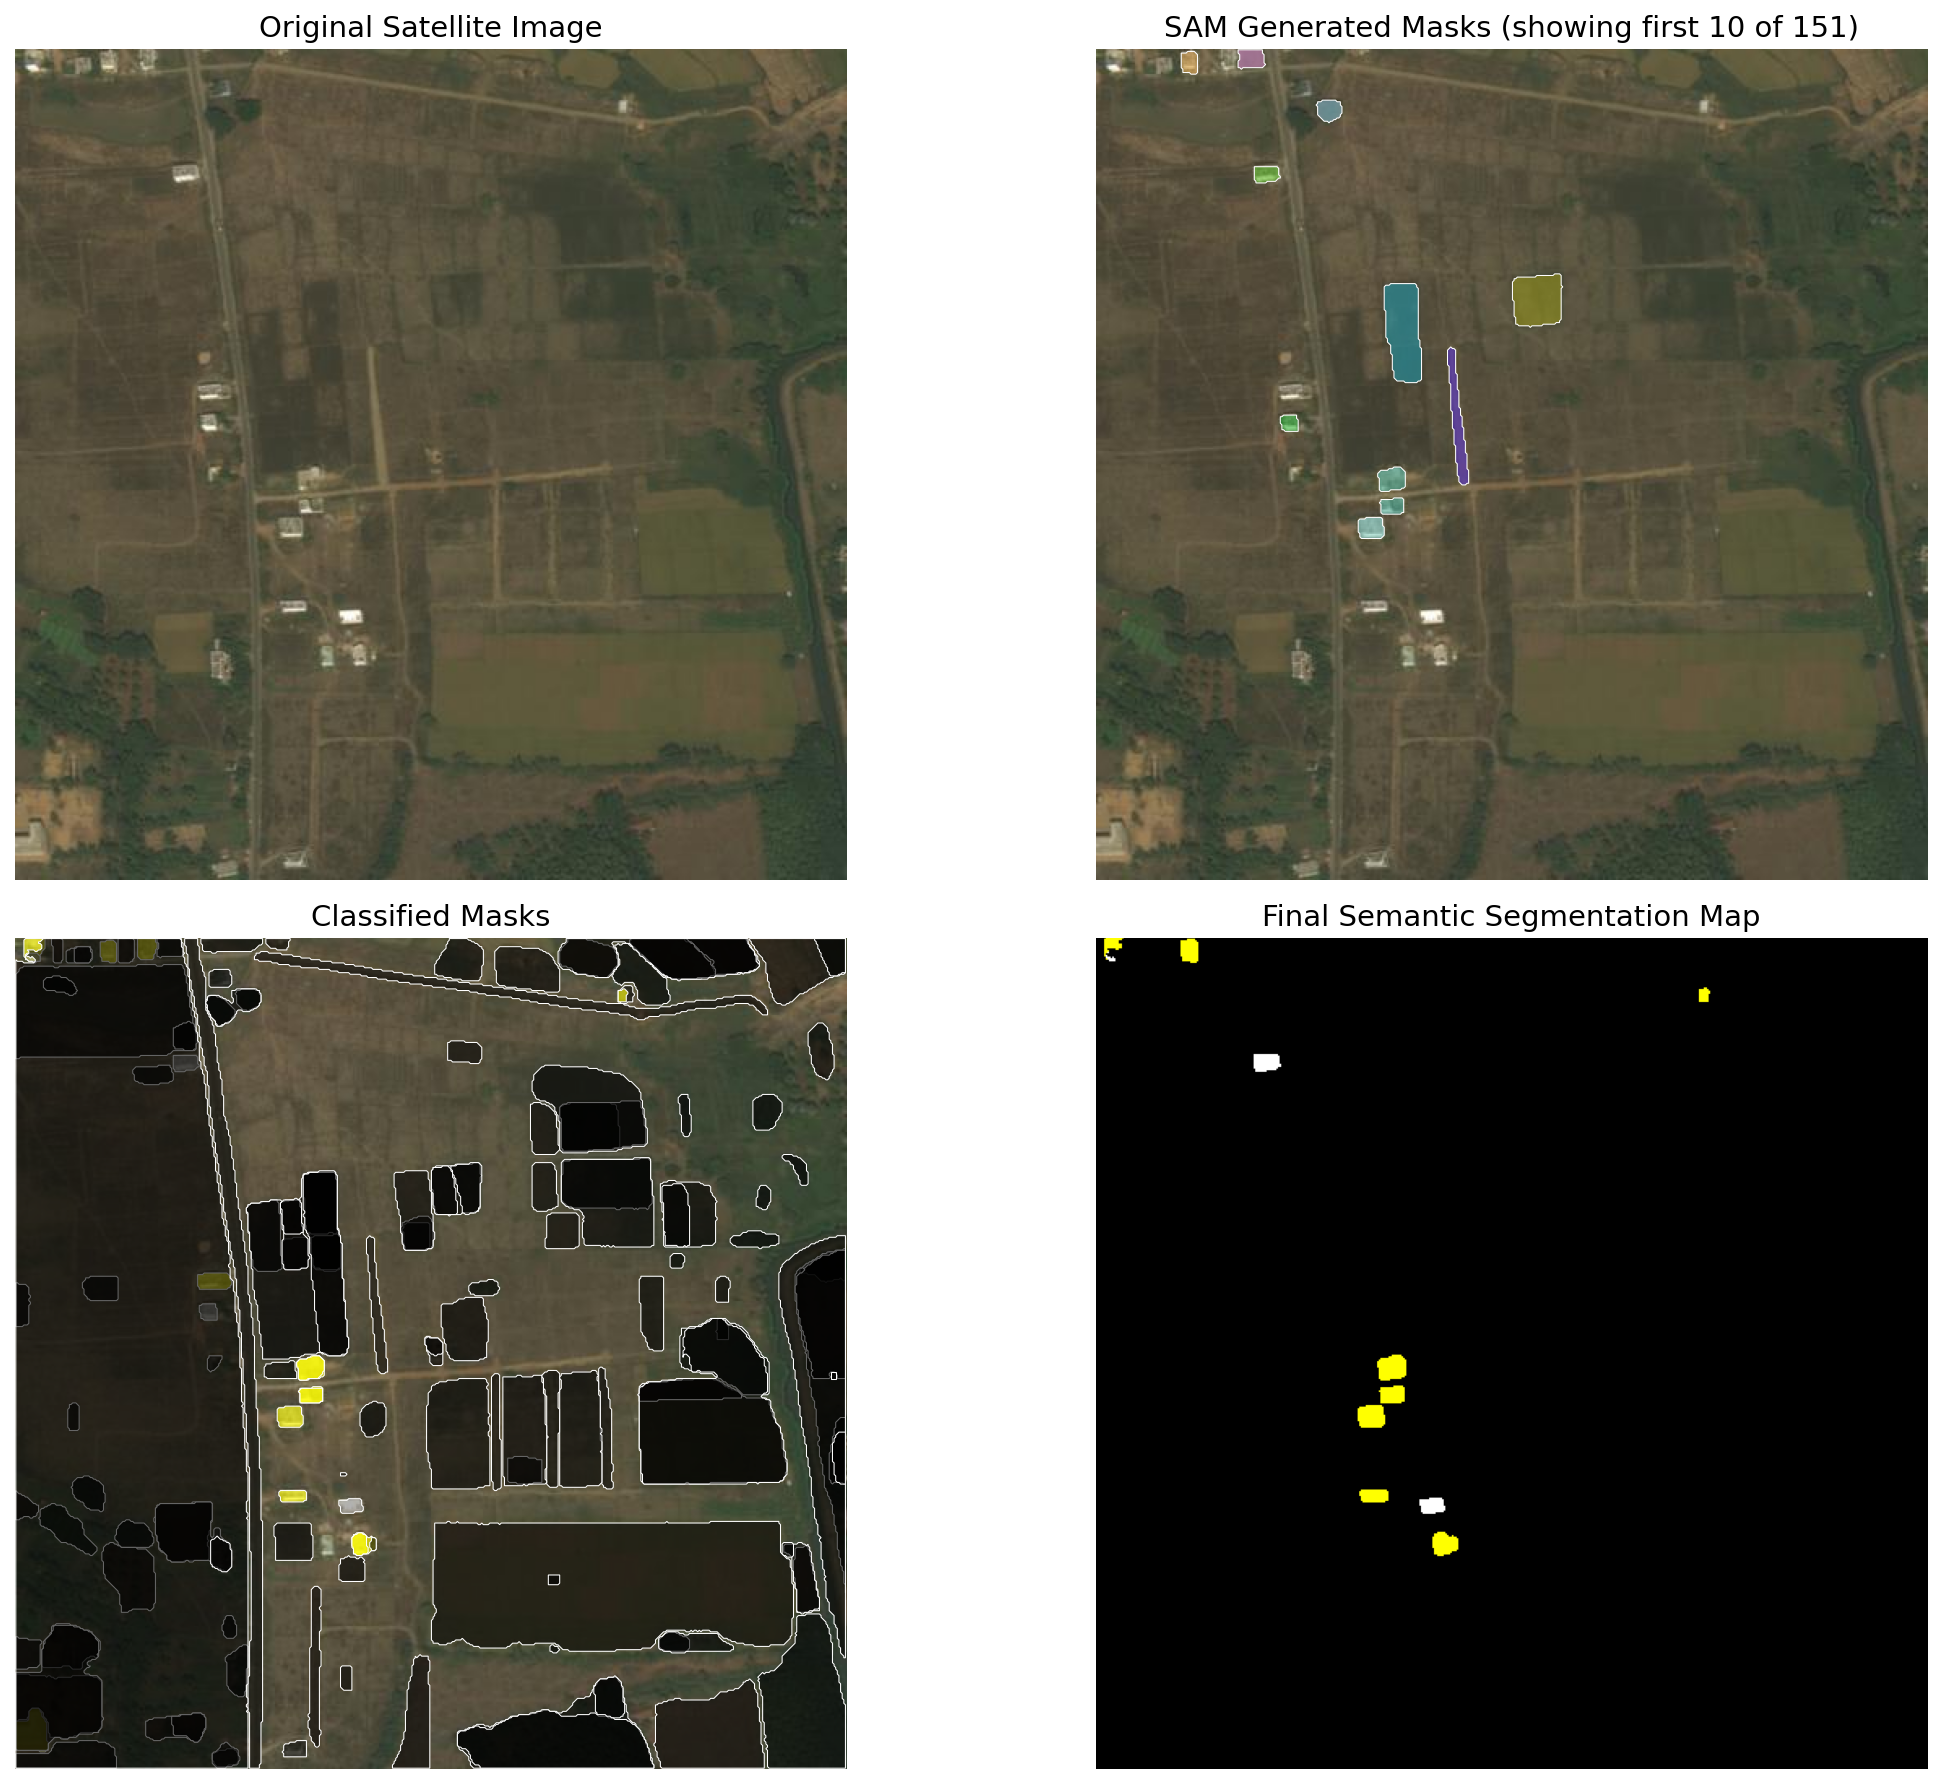 Original Satellite Image
SAM Generated Masks (showing first 10 of 151)
Classified Masks
Final Semantic Segmentation Map